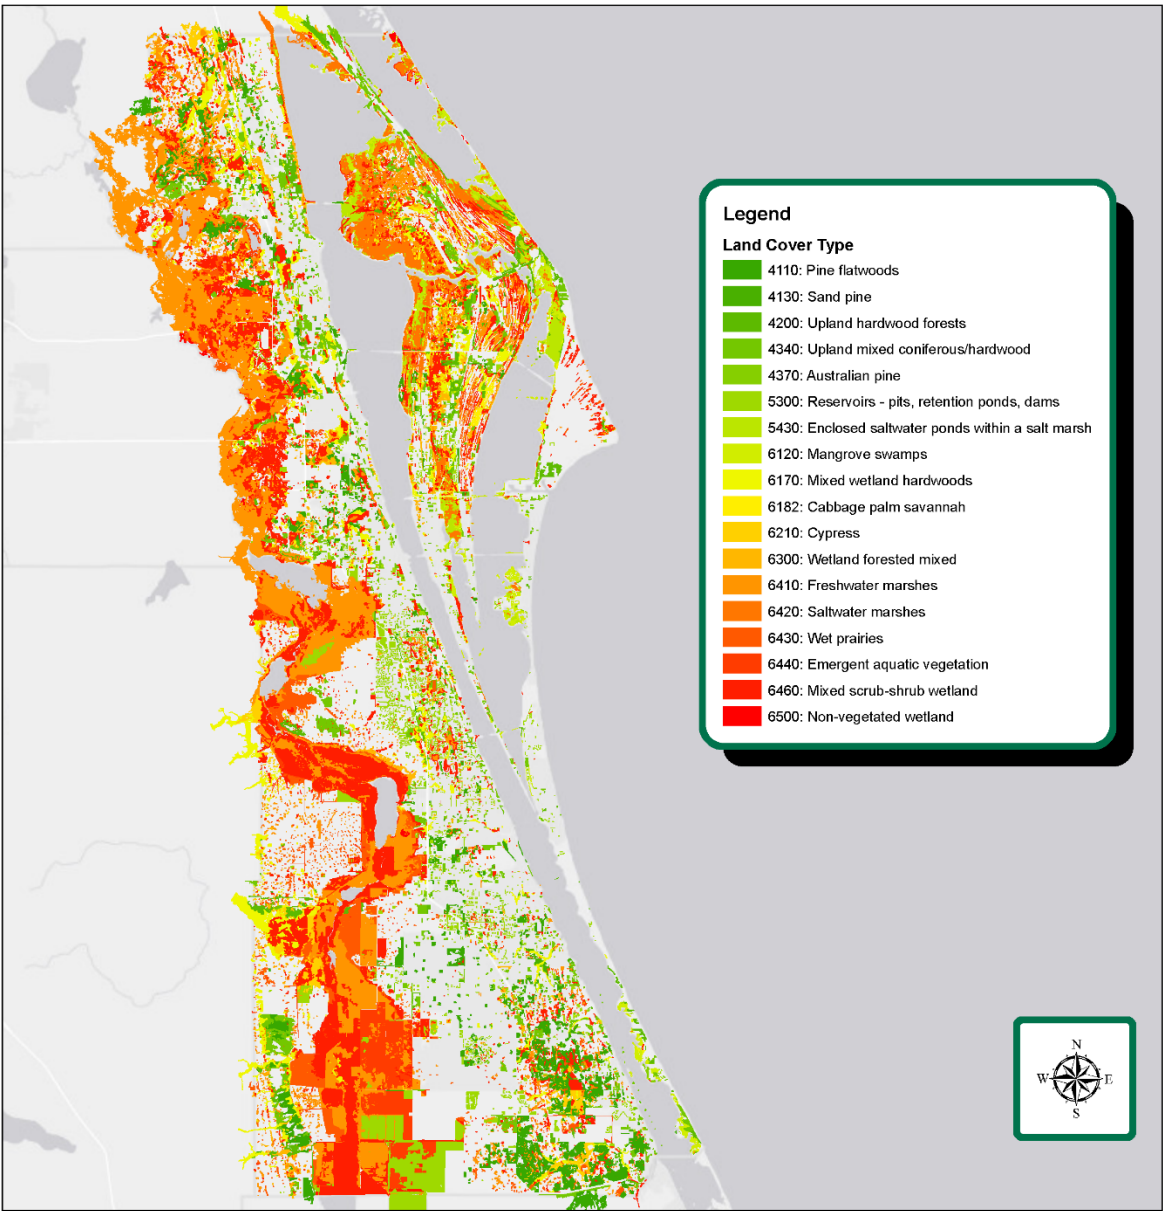 Legend
Land Cover Type
4110: Pine flatwoods
4130: Sand pine
4200: Upland hardwood forests
4340: Upland mixed coniferous/hardwood
4370: Australian pine
5300: Reservoirs - pits, retention ponds, dams
5430: Enclosed saltwater ponds within a salt marsh
6120: Mangrove swamps
6170: Mixed wetland hardwoods
6182: Cabbage palm savannah
6210: Cypress
6300: Wetland forested mixed
6410: Freshwater marshes
6420: Saltwater marshes
6430: Wet prairies
6440: Emergent aquatic vegetation
6460: Mixed scrub-shrub wetland
6500: Non-vegetated wetland
N
W E
S